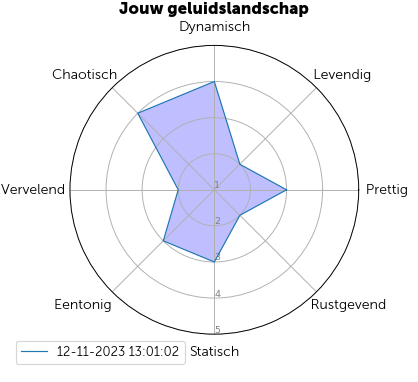 Jouw geluidslandschap
Dynamisch
Chaotisch
Levendig
Vervelend
1
Prettig
2
3
4
Eentonig
Rustgevend
5
12-11-2023 13:01:02
Statisch